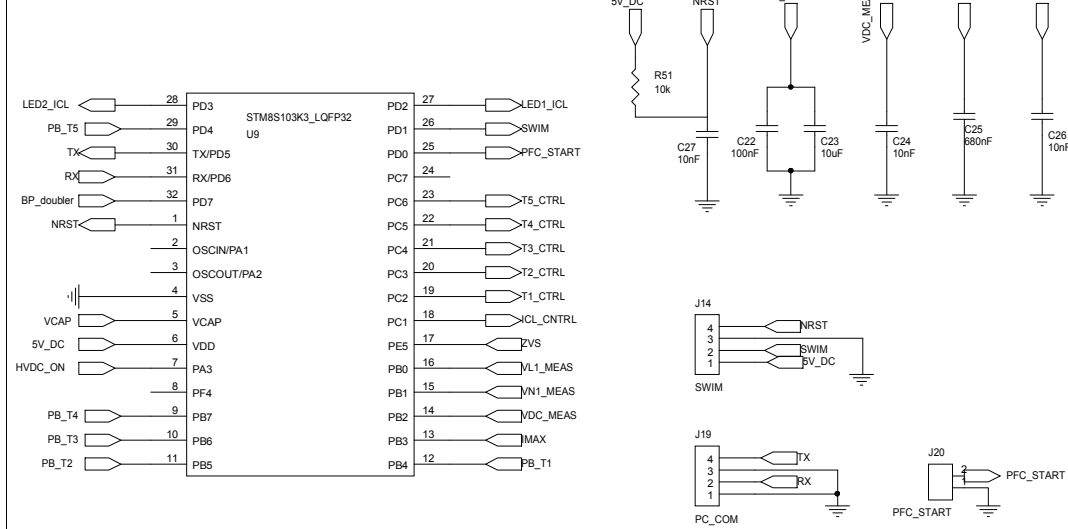 5V_DC
NRST
VDC_ME
R51
10k
C27
10nF
C22
100nF
C23
10uF
C24
10nF
C25
680nF
C26
10nF
STM8S103K3_LQFP32
U9
LED2_ICL 28 PD3
PB_T5 29 PD4
TX 30 TX/PD5
RX 31 RX/PD6
BP_doubler 32 PD7
NRST 1 NRST
2 OSCIN/PA1
3 OSCOUT/PA2
4 VSS
VCAP 5 VCAP
5V_DC 6 VDD
HVDC_ON 7 PA3
8 PF4
PB_T4 9 PB7
PB_T3 10 PB6
PB_T2 11 PB5
PD2 27 LED1_ICL
PD1 26 SWIM
PD0 25 PFC_START
PC7 24
PC6 23 T5_CTRL
PC5 22 T4_CTRL
PC4 21 T3_CTRL
PC3 20 T2_CTRL
PC2 19 T1_CTRL
PC1 18 ICL_CNTRL
PE5 17 ZVS
PB0 16 VL1_MEAS
PB1 15 VN1_MEAS
PB2 14 VDC_MEAS
PB3 13 IMAX
PB4 12 PB_T1
J14
4 NRST
3
2 SWIM
1 5V_DC
SWIM
J19
4 TX
3
2 RX
1
PC_COM
J20
2 PFC_START
1
PFC_START